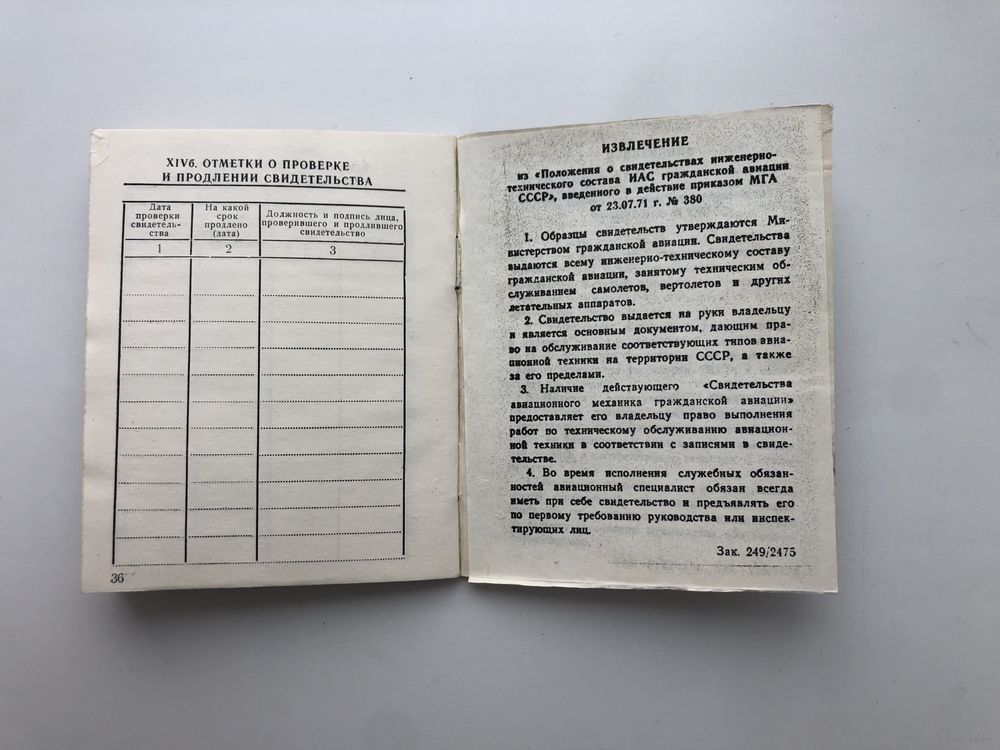 XIVб. ОТМЕТКИ О ПРОВЕРКЕ
И ПРОДЛЕНИИ СВИДЕТЕЛЬСТВА
Дата
проверки
свидетель-
ства
На какой
срок
продлено
(дата)
Должность и подпись лица,
проверившего и продлившего
свидетельство
1
2
3
36
ИЗВЛЕЧЕНИЕ
из «Положения о свидетельствах инженерно-
технического состава ИАС гражданской авиации
СССР», введенного в действие приказом МГА
от 23.07.71 г. № 380
1. Образцы свидетельств утверждаются Ми-
нистерством гражданской авиации. Свидетельства
выдаются всему инженерно-техническому составу
гражданской авиации, занятому техническим об-
служиванием самолетов, вертолетов и других
летательных аппаратов.
2. Свидетельство выдается на руки владельцу
и является основным документом, дающим пра-
во на обслуживание соответствующих типов авиа-
ционной техники на территории СССР, а также
за его пределами.
3. Наличие действующего «Свидетельства
авиационного механика гражданской авиации»
предоставляет его владельцу право выполнения
работ по техническому обслуживанию авиацион-
ной техники в соответствии с записями в свиде-
тельстве.
4. Во время исполнения служебных обязан-
ностей авиационный специалист обязан всегда
иметь при себе свидетельство и предъявлять его
по первому требованию руководства или инспек-
тирующих лиц.
Зак. 249/2475